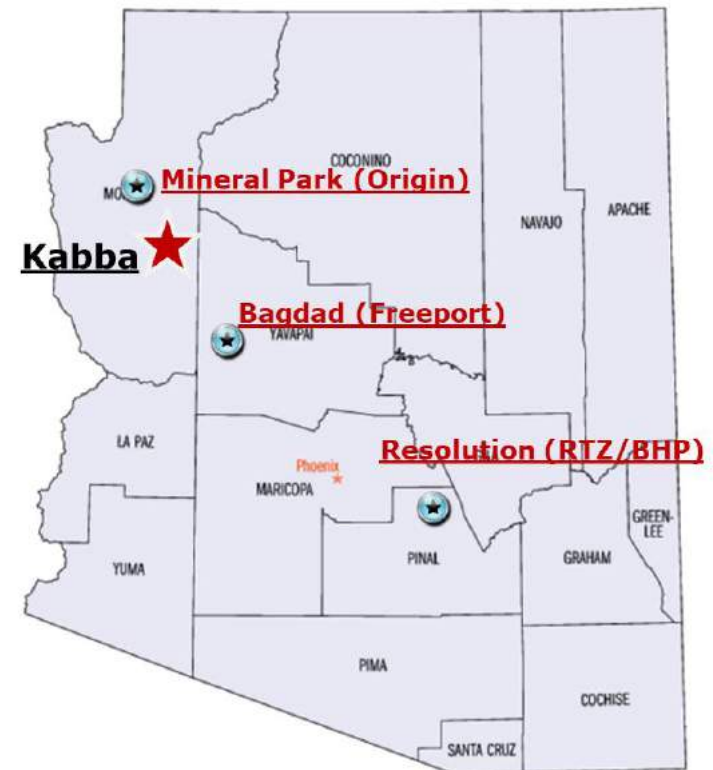 COCONINO
MO
Mineral Park (Origin)
NAVAJO
APACHE
Kabba
Bagdad (Freeport)
YAVAPAI
LA PAZ
Resolution (RTZ/BHP)
Phoenix
MARICOPA
GREEN-
LEE
YUMA
PINAL
GRAHAM
PIMA
COCHISE
SANTA CRUZ